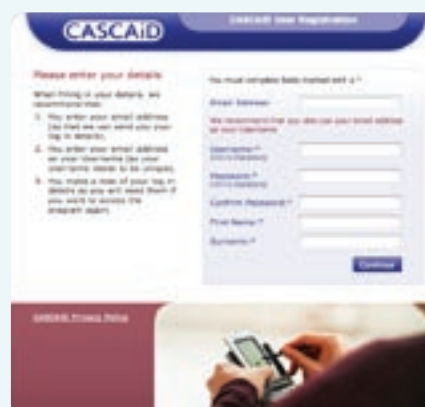 CASCAiD
CASCAiD User Registration
Please enter your details
When filling in your details, we
recommend that:
1. You enter your email address
(so that we can send you your
log in details).
2. You enter your email address
as your Username (as your
username needs to be unique).
3. You make a note of your log in
details as you will need them if
you want to access the
program again.
You must complete fields marked with a *
Email Address
We recommend that you also use your email address
as your Username
Username *
Password *
Confirm Password *
First Name *
Surname *
Continue
CASCAiD Privacy Policy